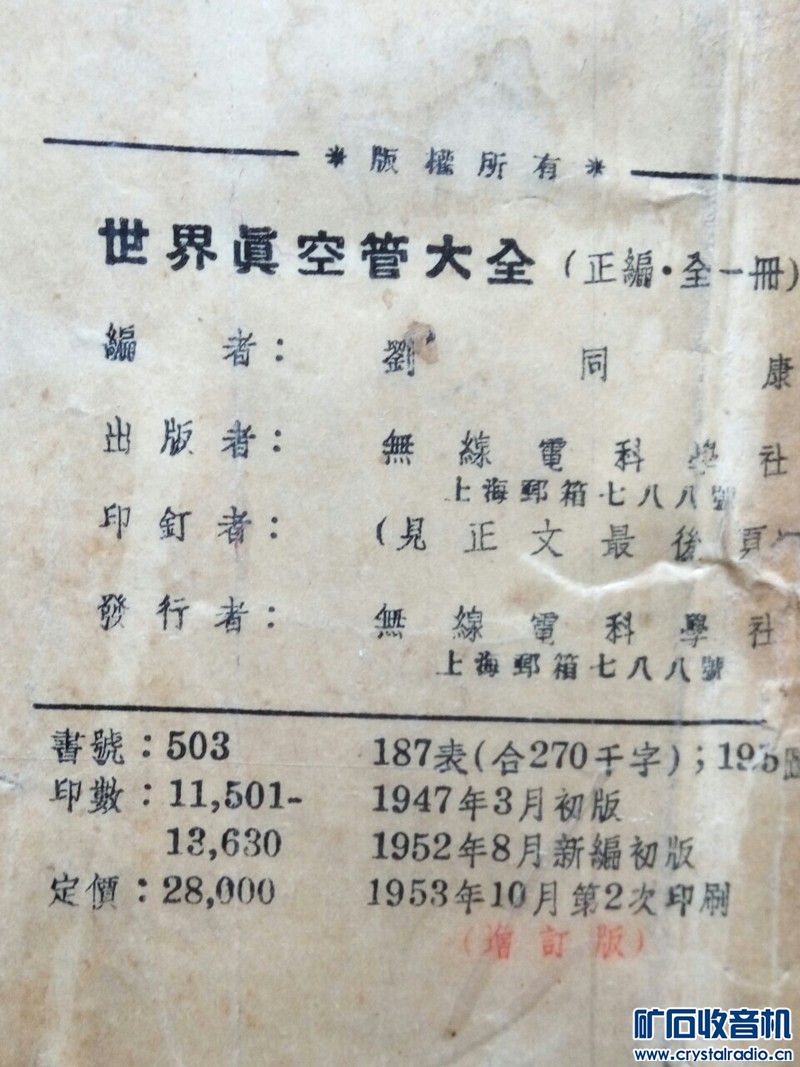 *版權所有*
世界眞空管大全(正編·全一冊)
編者：劉同康
出版者：無線電科學社
上海郵箱七八八號
印釘者：(見正文最後頁)
發行者：無線電科學社
上海郵箱七八八號
書號：503 187表(合270千字)；195圖
印數：11,501- 1947年3月初版
13,630 1952年8月新編初版
定價：28,000 1953年10月第2次印刷
(增訂版)
矿石收音机
www.crystalradio.cn